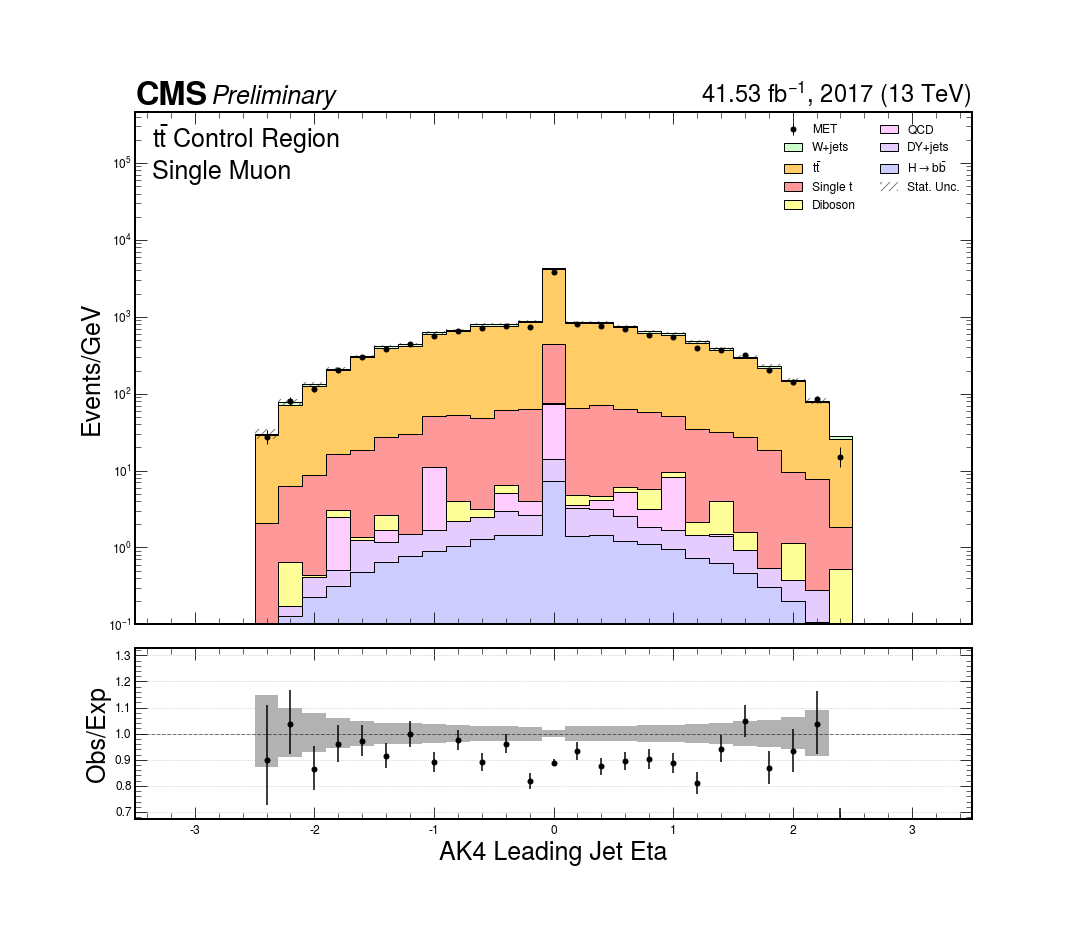 CMS Preliminary 41.53 fb⁻¹, 2017 (13 TeV)
tt̄ Control Region
Single Muon
MET
W+jets
tt̄
Single t
Diboson
QCD
DY+jets
H→bb̄
Stat. Unc.
Events/GeV
10⁵
10⁴
10³
10²
10¹
10⁰
10⁻¹
Obs/Exp
1.3
1.2
1.1
1.0
0.9
0.8
0.7
-3 -2 -1 0 1 2 3
AK4 Leading Jet Eta